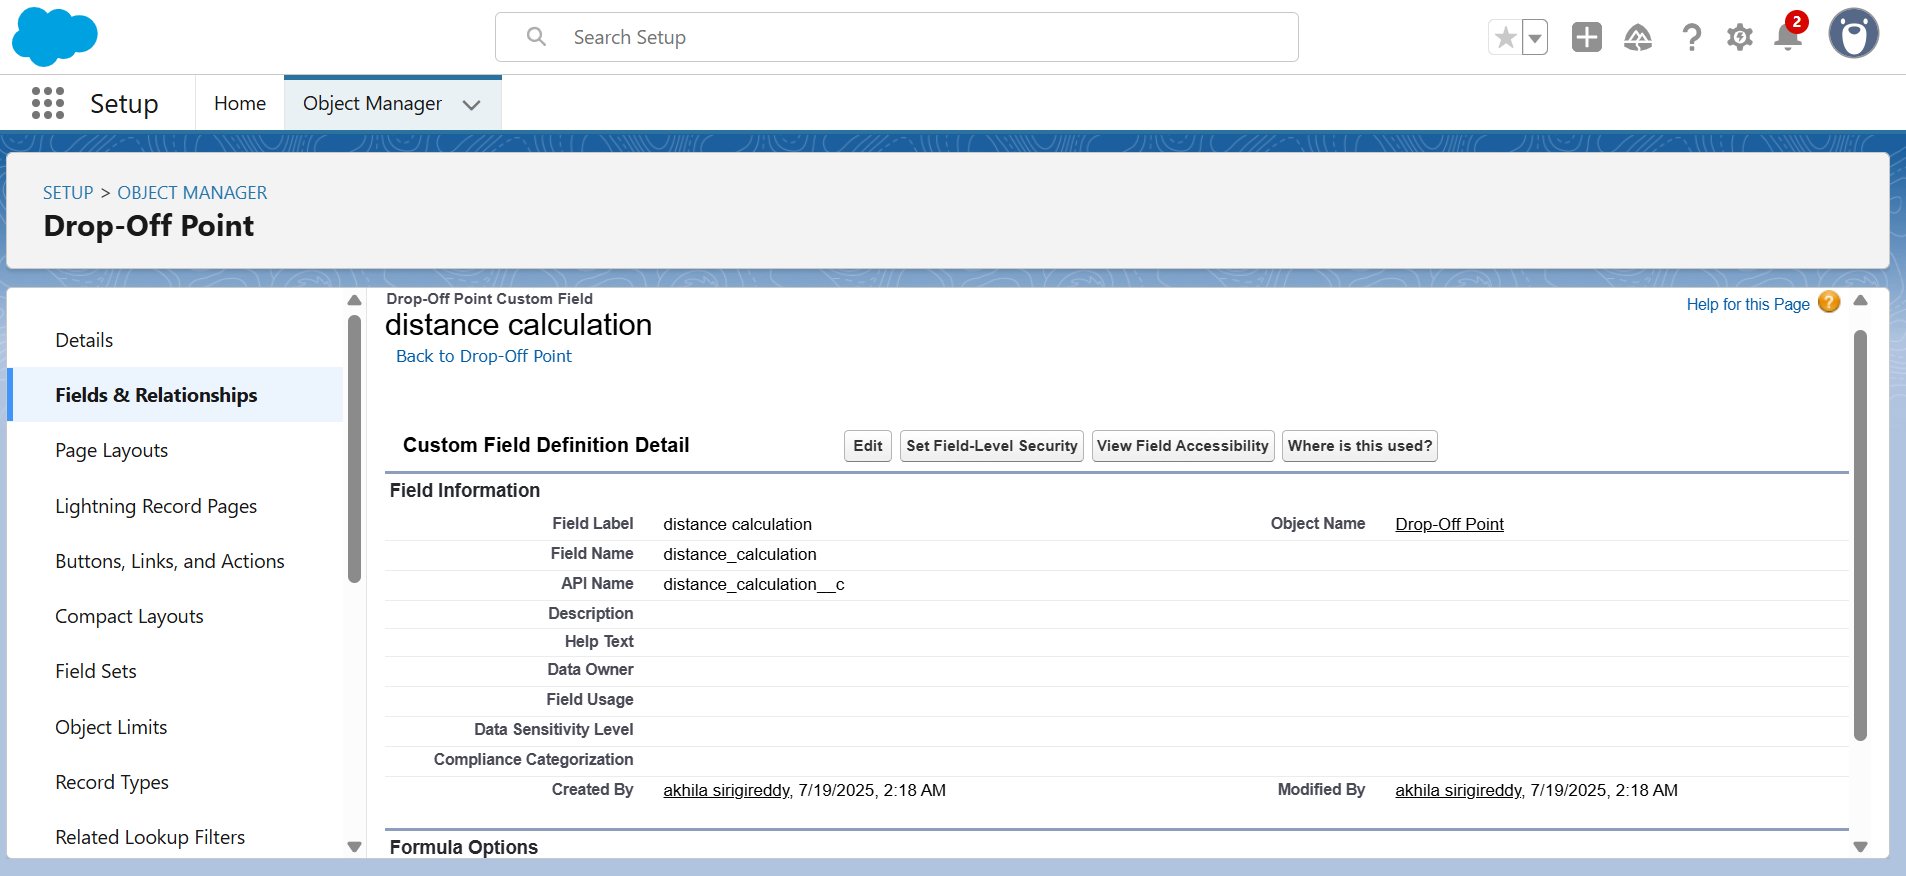 Search Setup
2
Setup
Home
Object Manager
SETUP > OBJECT MANAGER
Drop-Off Point
Details
Fields & Relationships
Page Layouts
Lightning Record Pages
Buttons, Links, and Actions
Compact Layouts
Field Sets
Object Limits
Record Types
Related Lookup Filters
Drop-Off Point Custom Field
distance calculation
Back to Drop-Off Point
Help for this Page ?
Custom Field Definition Detail
Edit
Set Field-Level Security
View Field Accessibility
Where is this used?
Field Information
Field Label distance calculation Object Name Drop-Off Point
Field Name distance_calculation
API Name distance_calculation__c
Description
Help Text
Data Owner
Field Usage
Data Sensitivity Level
Compliance Categorization
Created By akhila sirigireddy, 7/19/2025, 2:18 AM Modified By akhila sirigireddy, 7/19/2025, 2:18 AM
Formula Options